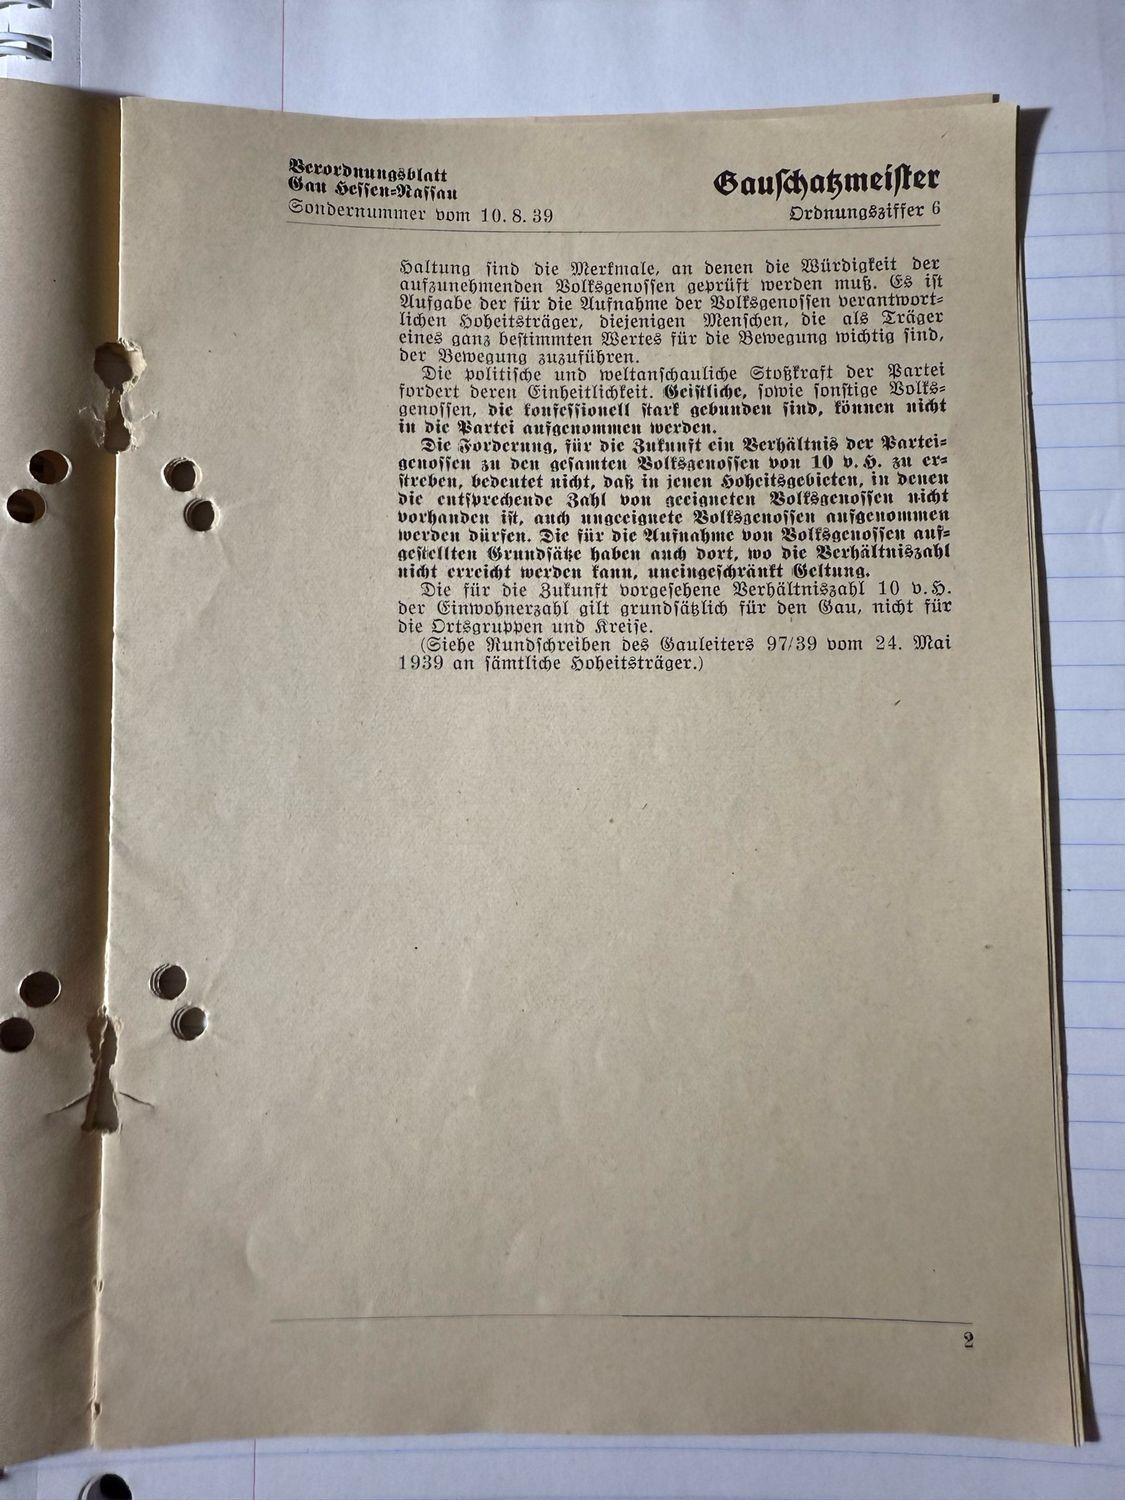 Verordnungsblatt
Gau Hessen-Nassau
Sondernummer vom 10. 8. 39
Gauschatzmeister
Ordnungsziffer 6
Haltung sind die Merkmale, an denen die Würdigkeit der
aufzunehmenden Volksgenossen geprüft werden muß. Es ist
Aufgabe der für die Aufnahme der Volksgenossen verantwort-
lichen Hoheitsträger, diejenigen Menschen, die als Träger
eines ganz bestimmten Wertes für die Bewegung wichtig sind,
der Bewegung zuzuführen.
Die politische und weltanschauliche Stoßkraft der Partei
fordert deren Einheitlichkeit. Geistliche, sowie sonstige Volks-
genossen, die konfessionell stark gebunden sind, können nicht
in die Partei aufgenommen werden.
Die Forderung, für die Zukunft ein Verhältnis der Partei-
genossen zu den gesamten Volksgenossen von 10 v. H. zu er-
streben, bedeutet nicht, daß in jenen Hoheitsgebieten, in denen
die entsprechende Zahl von geeigneten Volksgenossen nicht
vorhanden ist, auch ungeeignete Volksgenossen aufgenommen
werden dürfen. Die für die Aufnahme von Volksgenossen auf-
gestellten Grundsätze haben auch dort, wo die Verhältniszahl
nicht erreicht werden kann, uneingeschränkt Geltung.
Die für die Zukunft vorgesehene Verhältniszahl 10 v. H.
der Einwohnerzahl gilt grundsätzlich für den Gau, nicht für
die Ortsgruppen und Kreise.
(Siehe Rundschreiben des Gauleiters 97/39 vom 24. Mai
1939 an sämtliche Hoheitsträger.)
2